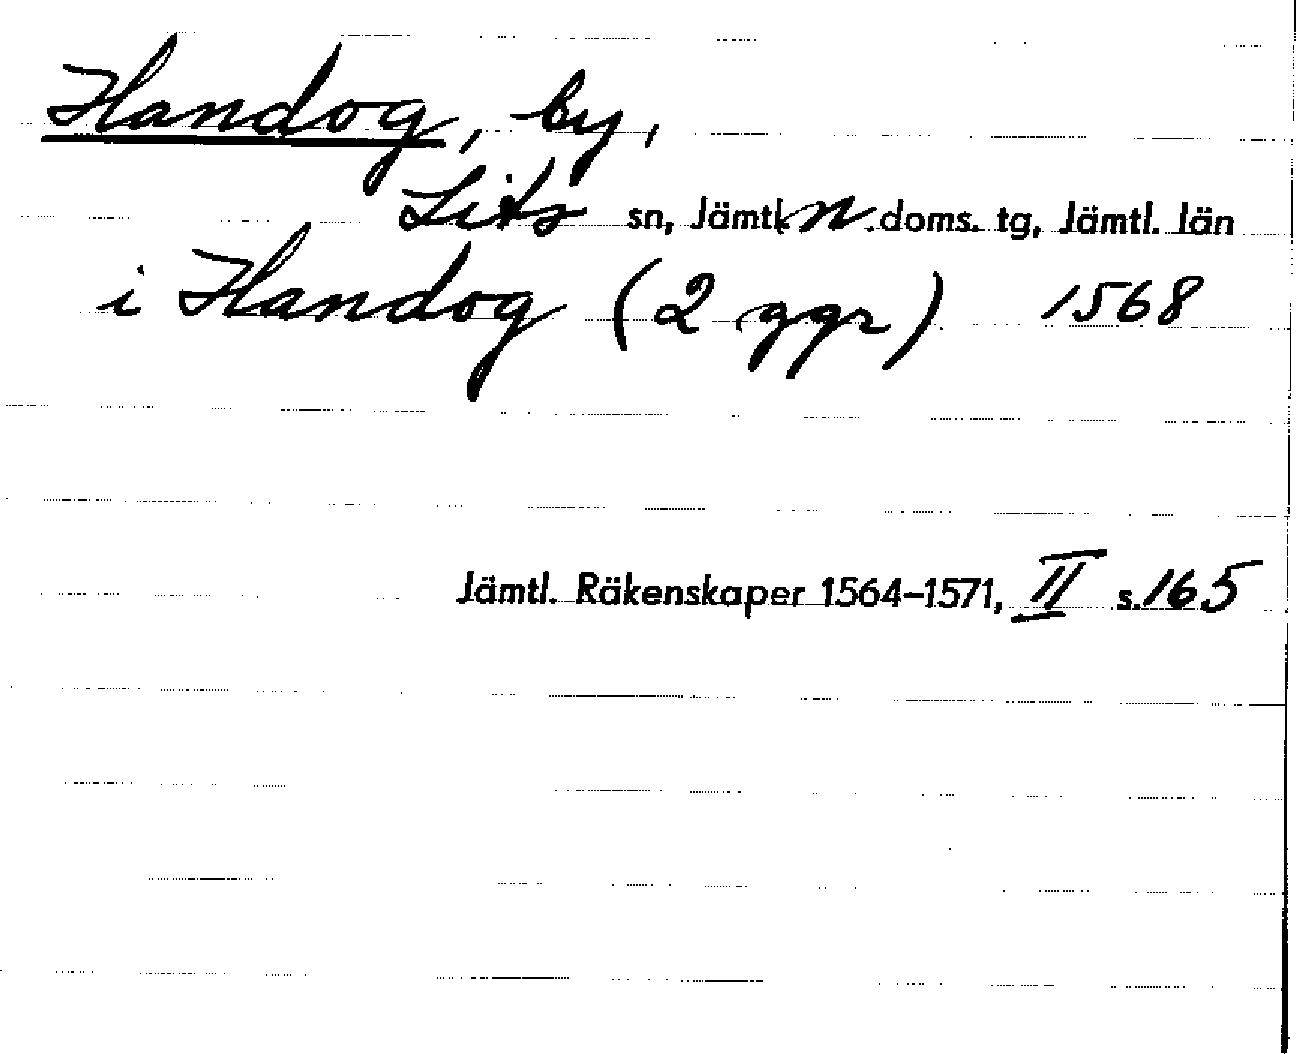 Handog, by,
Lits sn, Jämtl. n. doms. tg, Jämtl. län
i Handog (2 ggr) 1568
Jämtl. Räkenskaper 1564–1571, II s. 165